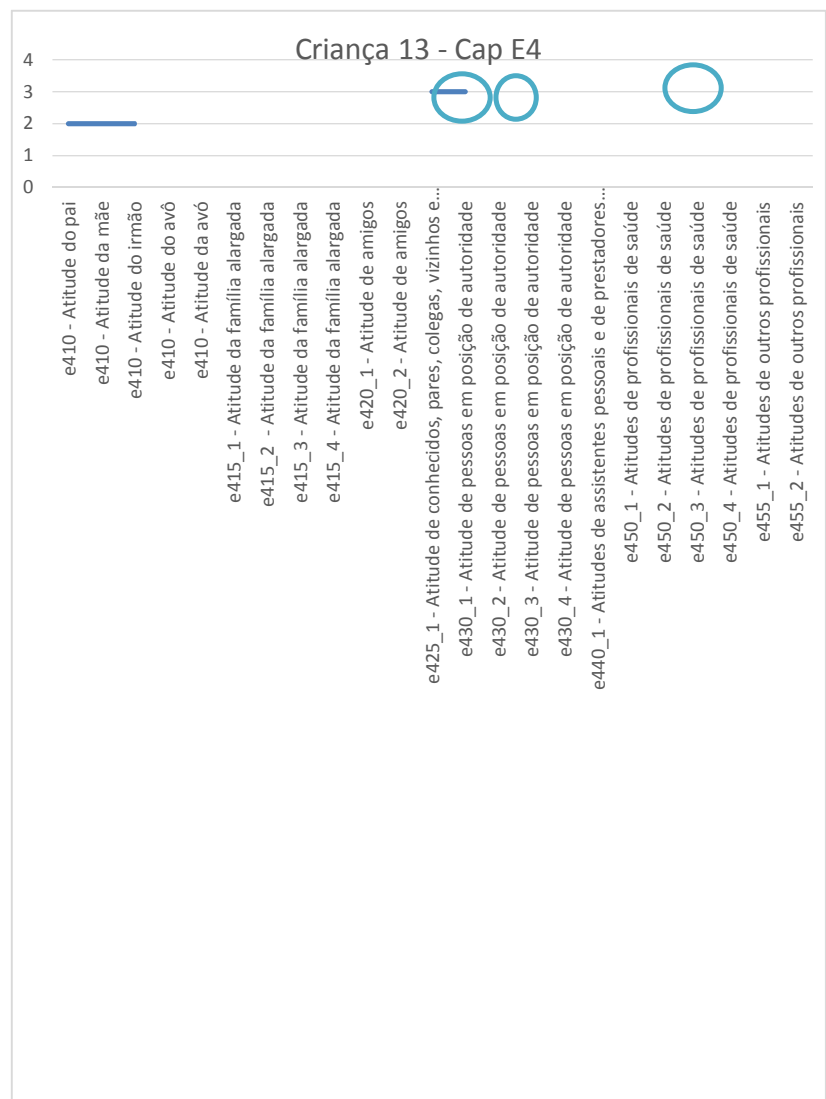 Criança 13 - Cap E4
4
3
2
1
0
e410 - Atitude do pai
e410 - Atitude da mãe
e410 - Atitude do irmão
e410 - Atitude do avô
e410 - Atitude da avó
e415_1 - Atitude da família alargada
e415_2 - Atitude da família alargada
e415_3 - Atitude da família alargada
e415_4 - Atitude da família alargada
e420_1 - Atitude de amigos
e420_2 - Atitude de amigos
e425_1 - Atitude de conhecidos, pares, colegas, vizinhos e...
e430_1 - Atitude de pessoas em posição de autoridade
e430_2 - Atitude de pessoas em posição de autoridade
e430_3 - Atitude de pessoas em posição de autoridade
e430_4 - Atitude de pessoas em posição de autoridade
e440_1 - Atitudes de assistentes pessoais e de prestadores...
e450_1 - Atitudes de profissionais de saúde
e450_2 - Atitudes de profissionais de saúde
e450_3 - Atitudes de profissionais de saúde
e450_4 - Atitudes de profissionais de saúde
e455_1 - Atitudes de outros profissionais
e455_2 - Atitudes de outros profissionais